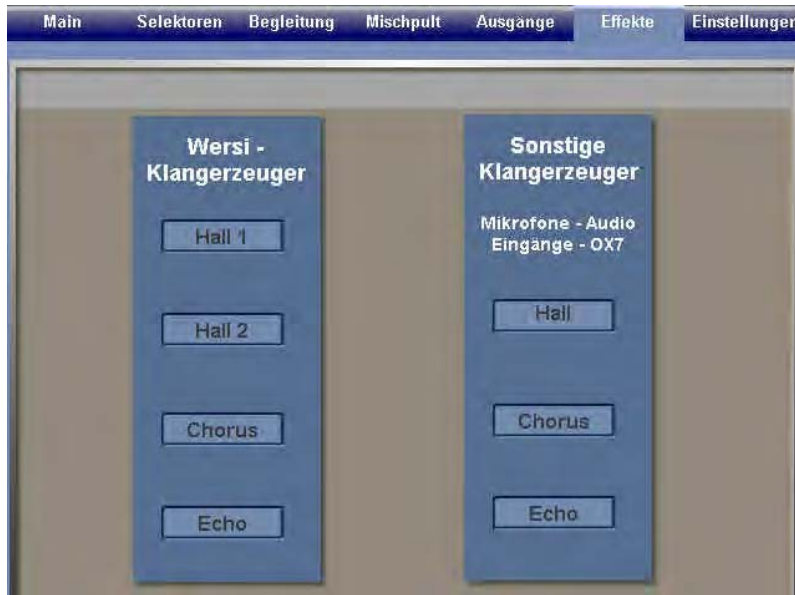 Main Selektoren Begleitung Mischpult Ausgänge Effekte Einstellungen
Wersi -
Klangerzeuger
Hall 1
Hall 2
Chorus
Echo
Sonstige
Klangerzeuger
Mikrofone - Audio
Eingänge - OX7
Hall
Chorus
Echo